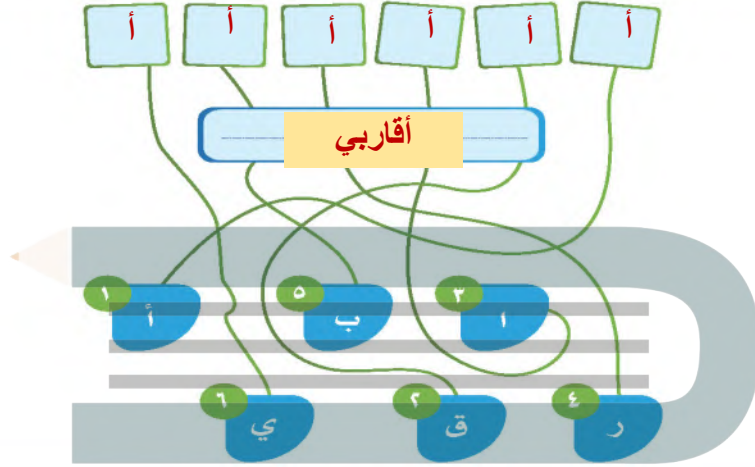 أ أ أ أ أ أ
أقاربي
٣ ا ٥ ب ١ أ
٤ ر ٢ ق ٦ ي